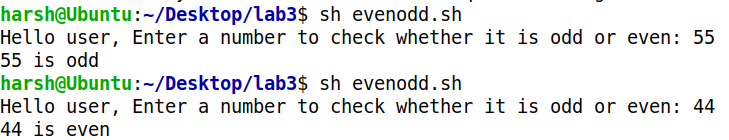 harsh@Ubuntu:~/Desktop/lab3$ sh evenodd.sh
Hello user, Enter a number to check whether it is odd or even: 55
55 is odd
harsh@Ubuntu:~/Desktop/lab3$ sh evenodd.sh
Hello user, Enter a number to check whether it is odd or even: 44
44 is even